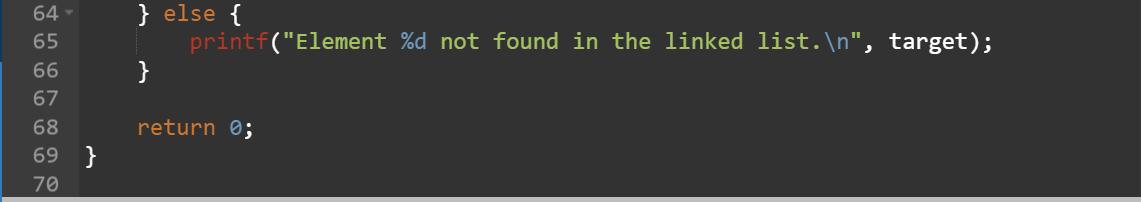 64 } else {
65 printf("Element %d not found in the linked list.\n", target);
66 }
67
68 return 0;
69 }
70